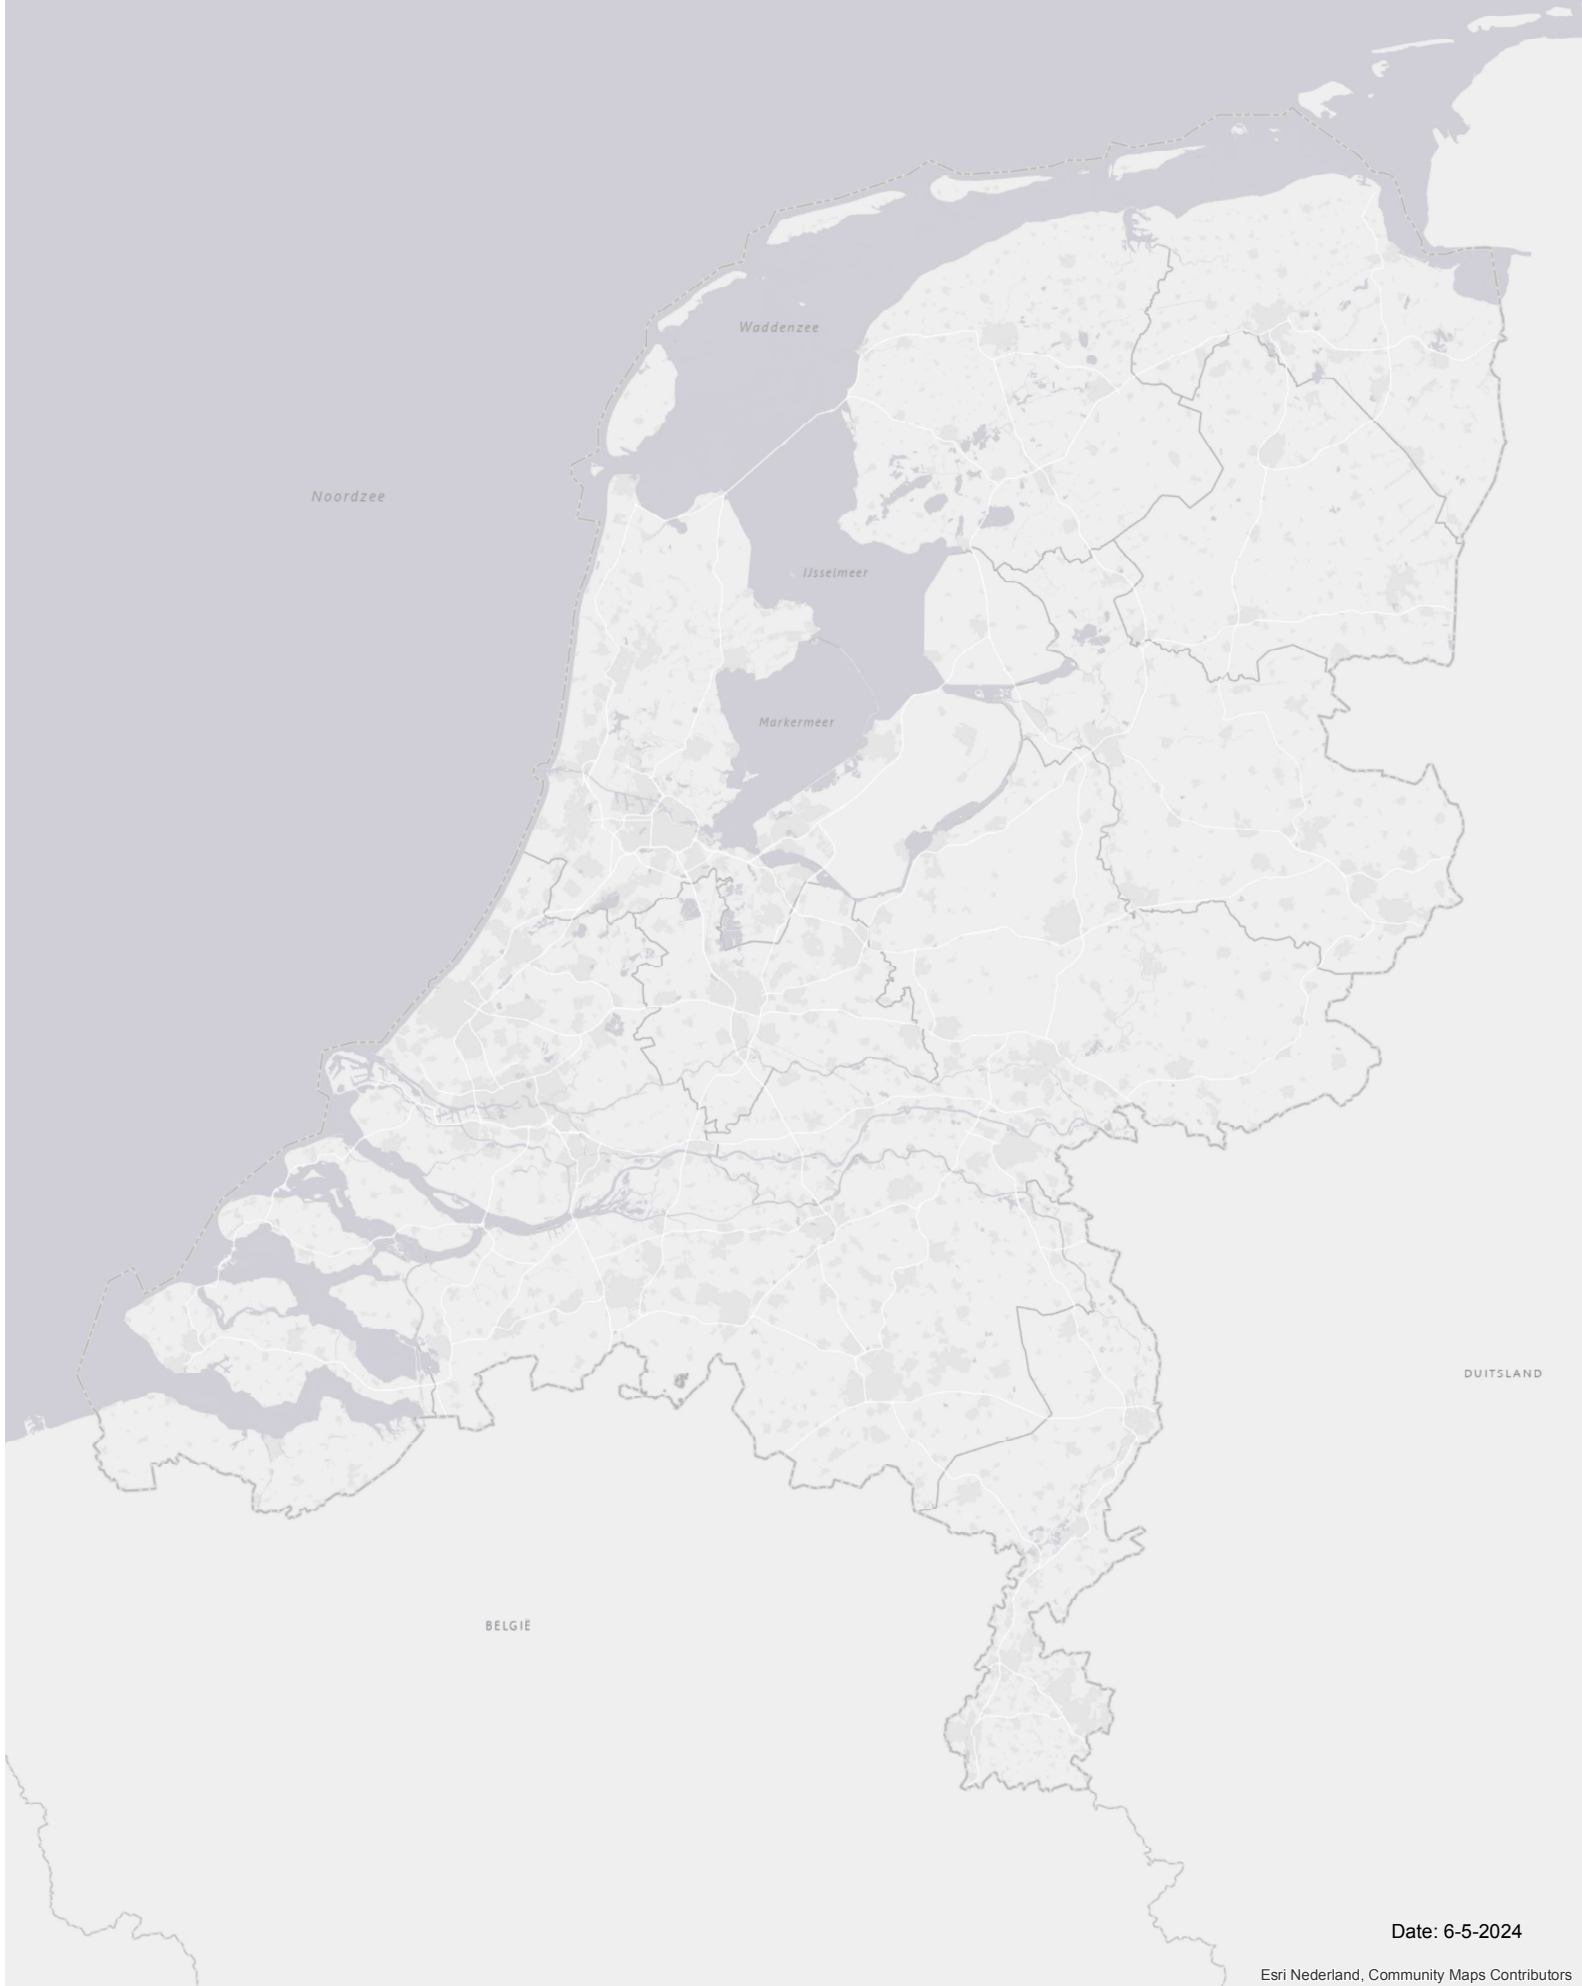 Waddenzee
Noordzee
IJsselmeer
Markermeer
DUITSLAND
BELGIË
Date: 6-5-2024
Esri Nederland, Community Maps Contributors